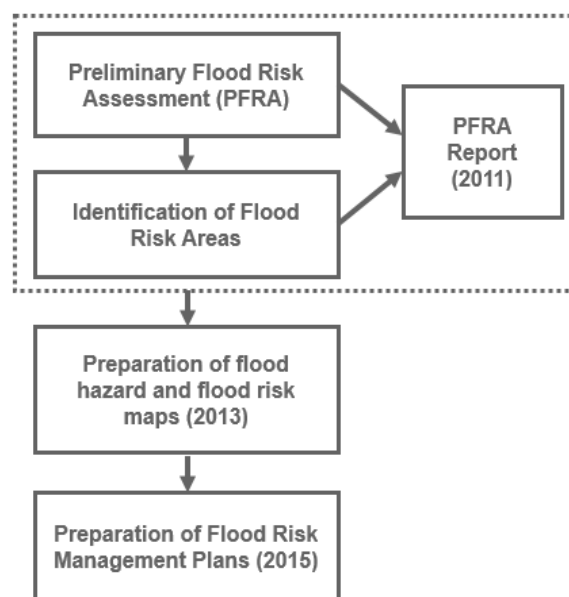 Preliminary Flood Risk
Assessment (PFRA)
PFRA
Report
(2011)
Identification of Flood
Risk Areas
Preparation of flood
hazard and flood risk
maps (2013)
Preparation of Flood Risk
Management Plans (2015)